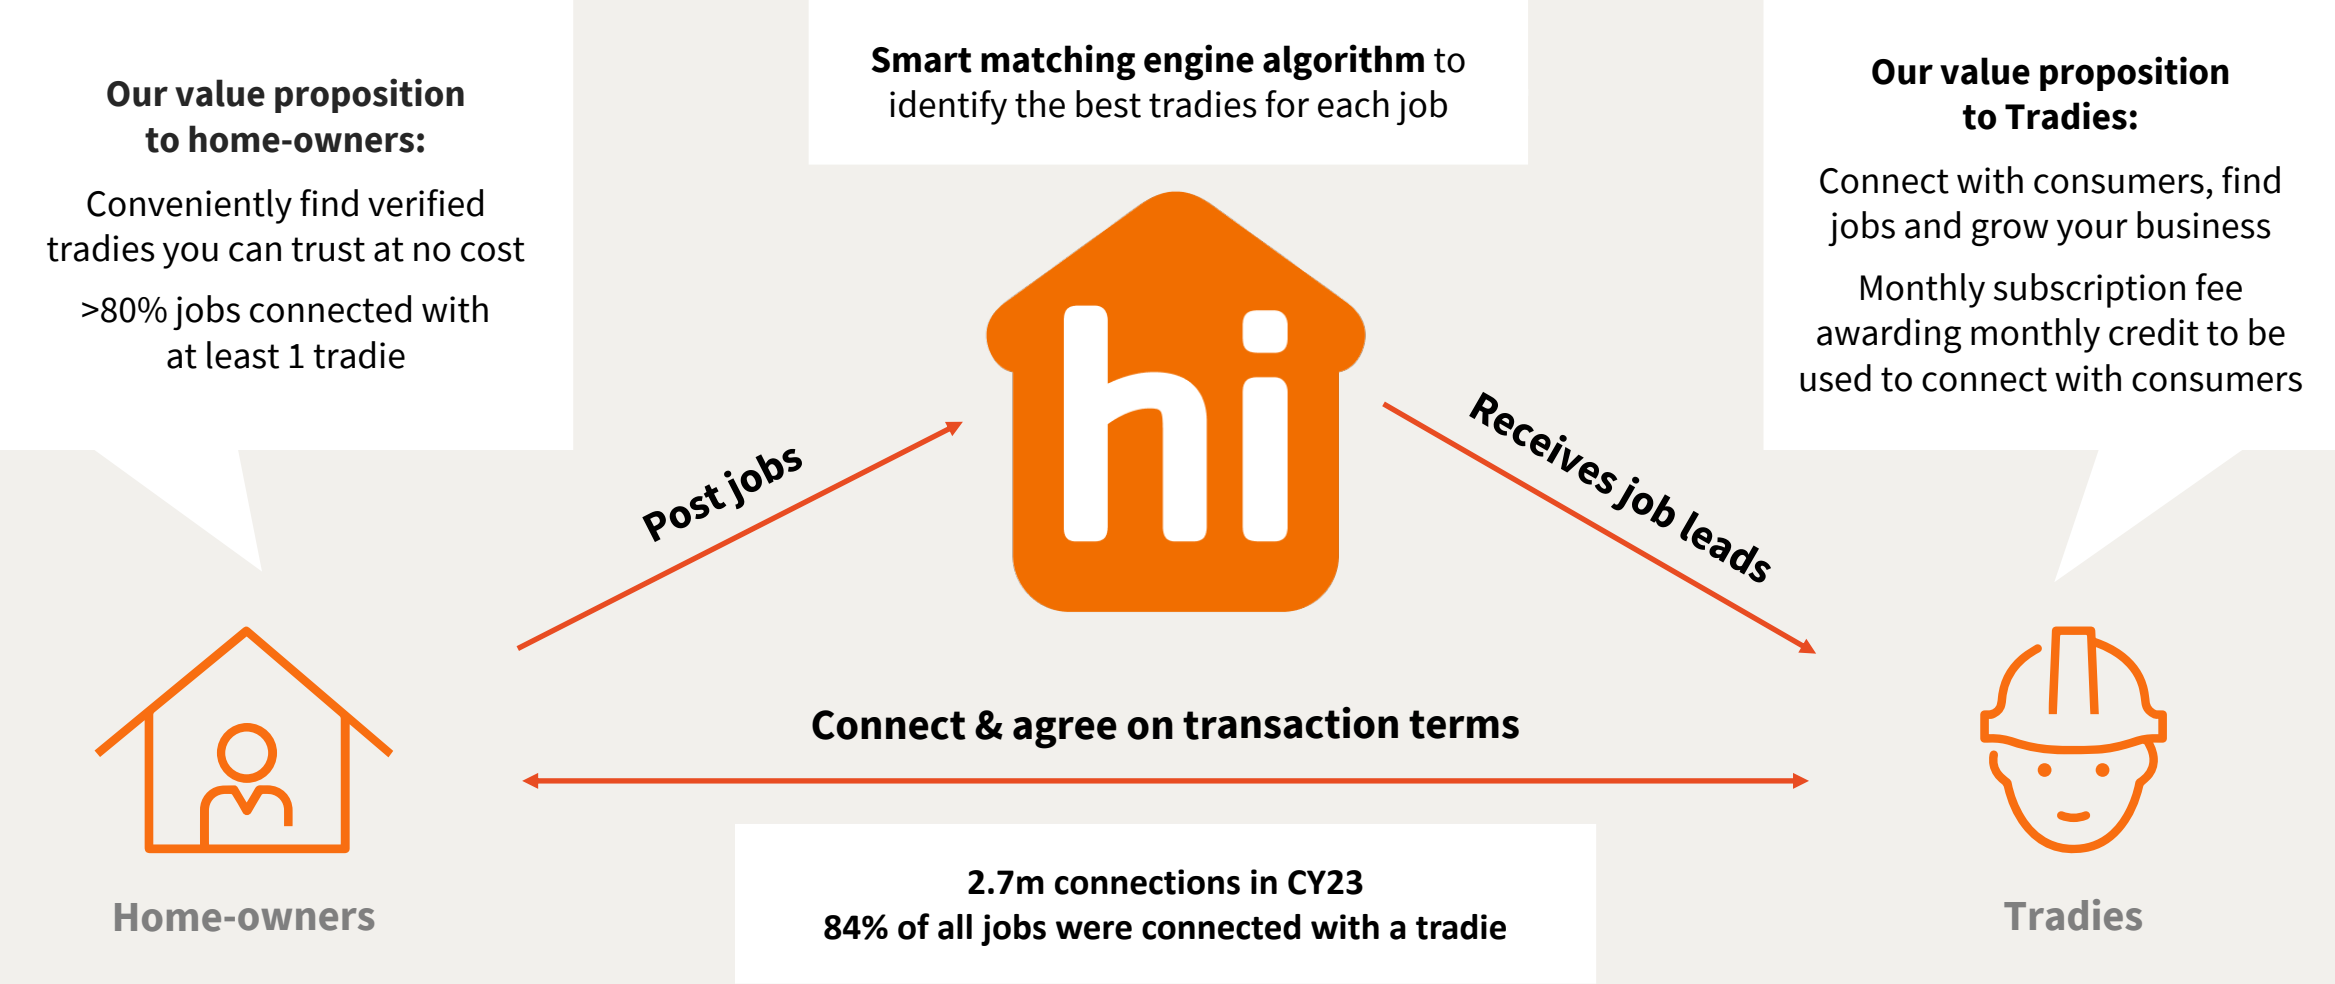 Our value proposition
to home-owners:
Conveniently find verified
tradies you can trust at no cost
>80% jobs connected with
at least 1 tradie
Smart matching engine algorithm to
identify the best tradies for each job
Our value proposition
to Tradies:
Connect with consumers, find
jobs and grow your business
Monthly subscription fee
awarding monthly credit to be
used to connect with consumers
hi
Post jobs
Receives job leads
Connect & agree on transaction terms
2.7m connections in CY23
84% of all jobs were connected with a tradie
Home-owners
Tradies